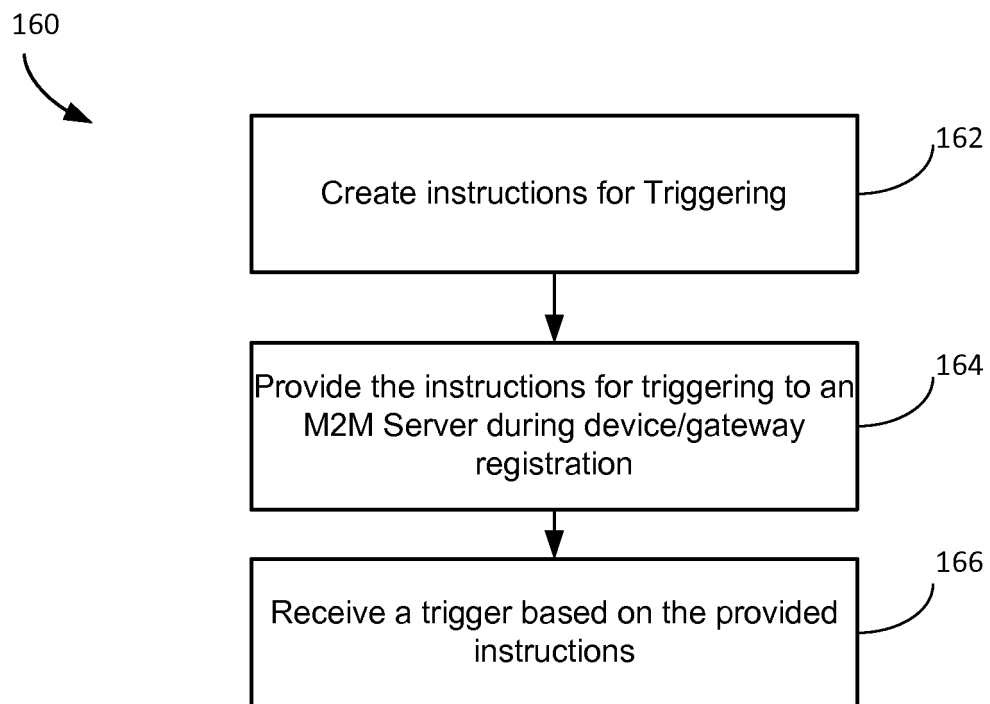 160
162
Create instructions for Triggering
164
Provide the instructions for triggering to an
M2M Server during device/gateway
registration
166
Receive a trigger based on the provided
instructions